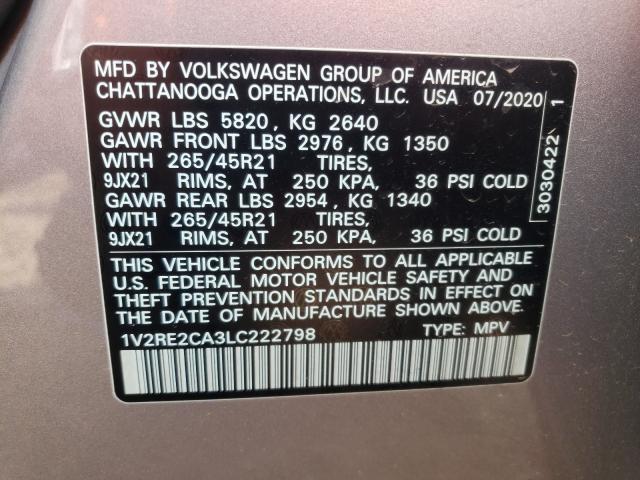 MFD BY VOLKSWAGEN GROUP OF AMERICA
CHATTANOOGA OPERATIONS, LLC. USA 07/2020
GVWR LBS 5820, KG 2640
GAWR FRONT LBS 2976, KG 1350
WITH 265/45R21 TIRES,
9JX21 RIMS, AT 250 KPA, 36 PSI COLD
GAWR REAR LBS 2954, KG 1340
WITH 265/45R21 TIRES,
9JX21 RIMS, AT 250 KPA, 36 PSI COLD
THIS VEHICLE CONFORMS TO ALL APPLICABLE
U.S. FEDERAL MOTOR VEHICLE SAFETY AND
THEFT PREVENTION STANDARDS IN EFFECT ON
THE DATE OF MANUFACTURE SHOWN ABOVE.
1V2RE2CA3LC222798 TYPE: MPV
3030422 1